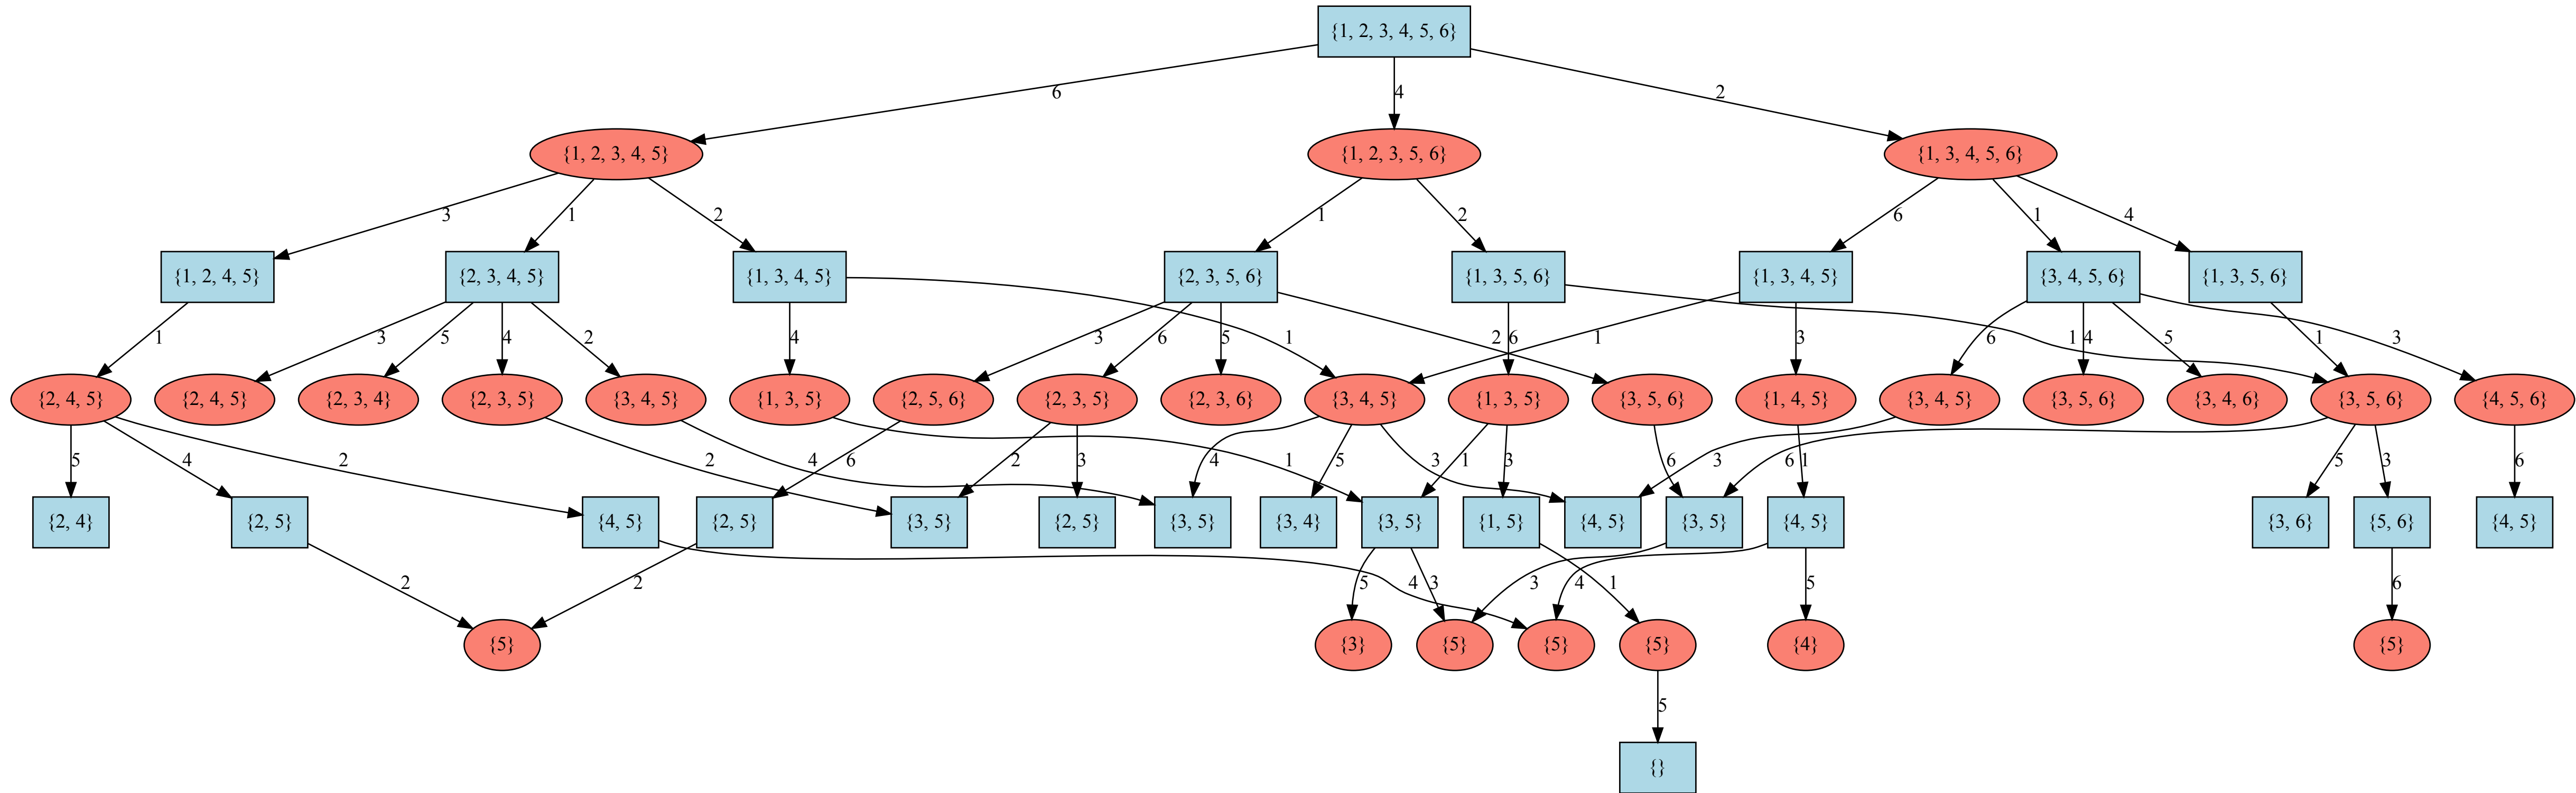 {1, 2, 3, 4, 5, 6}
6
4
2
{1, 2, 3, 4, 5}
{1, 2, 3, 5, 6}
{1, 3, 4, 5, 6}
3
1
2
1
2
6
1
4
{1, 2, 4, 5}
{2, 3, 4, 5}
{1, 3, 4, 5}
{2, 3, 5, 6}
{1, 3, 5, 6}
{1, 3, 4, 5}
{3, 4, 5, 6}
{1, 3, 5, 6}
1
3
5
4
2
4
3
6
5
1
2
6
1
3
6
1
4
5
1
3
{2, 4, 5}
{2, 4, 5}
{2, 3, 4}
{2, 3, 5}
{3, 4, 5}
{1, 3, 5}
{2, 5, 6}
{2, 3, 5}
{2, 3, 6}
{3, 4, 5}
{1, 3, 5}
{3, 5, 6}
{1, 4, 5}
{3, 4, 5}
{3, 5, 6}
{3, 4, 6}
{3, 5, 6}
{4, 5, 6}
5
4
2
2
4
6
2
3
4
1
5
3
1
3
6
3
6
1
5
3
6
{2, 4}
{2, 5}
{4, 5}
{2, 5}
{3, 5}
{2, 5}
{3, 5}
{3, 4}
{3, 5}
{1, 5}
{4, 5}
{3, 5}
{4, 5}
{3, 6}
{5, 6}
{4, 5}
2
2
5
4
3
3
4
1
5
6
{5}
{3}
{5}
{5}
{5}
{4}
{5}
5
{}